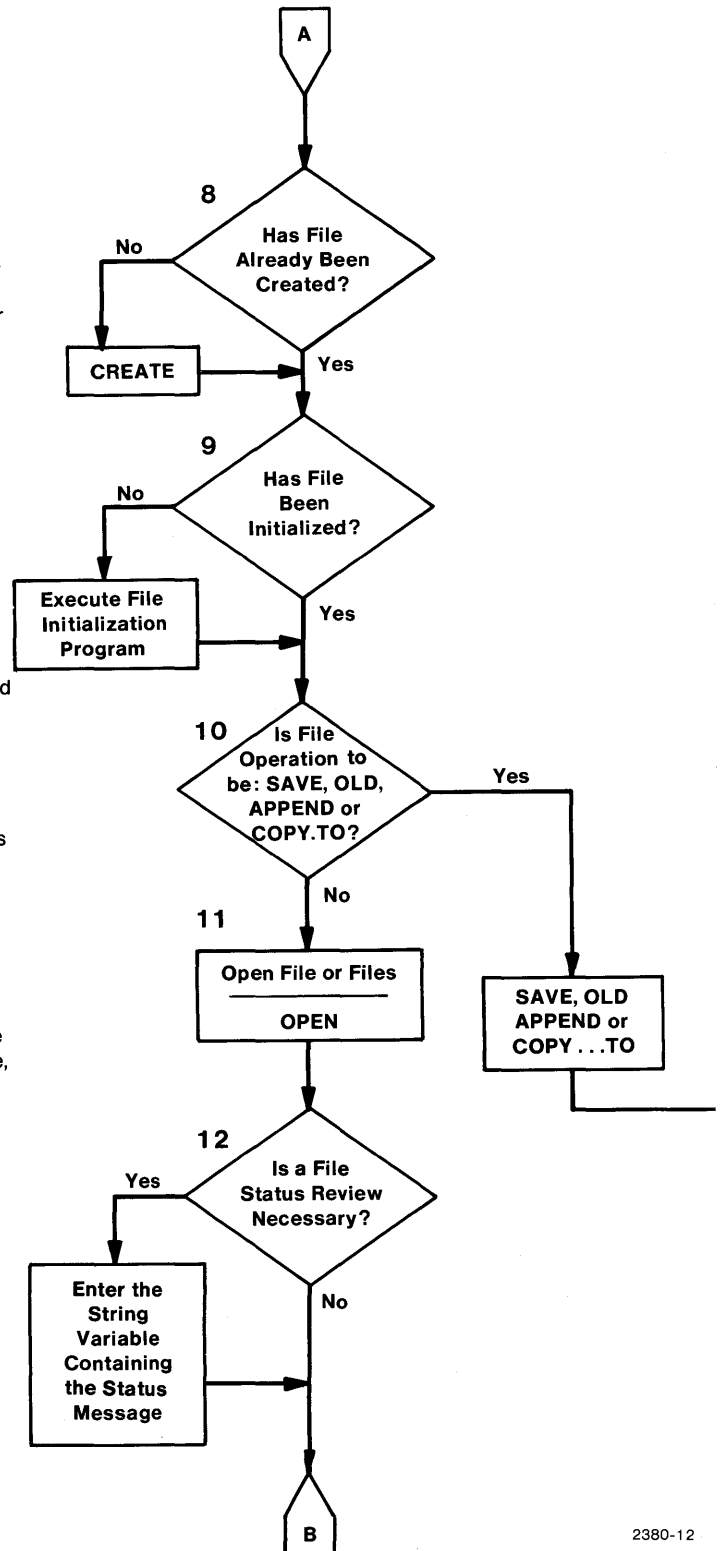 A
8
Has File
Already Been
Created?
No
Yes
CREATE
9
Has File
Been
Initialized?
No
Yes
Execute File
Initialization
Program
d
10
Is File
Operation to
be: SAVE, OLD,
APPEND or
COPY.TO?
Yes
No
s
11
Open File or Files
OPEN
SAVE, OLD
APPEND or
COPY ...TO
e,
12
Is a File
Status Review
Necessary?
Yes
No
Enter the
String
Variable
Containing
the Status
Message
B
2380-12